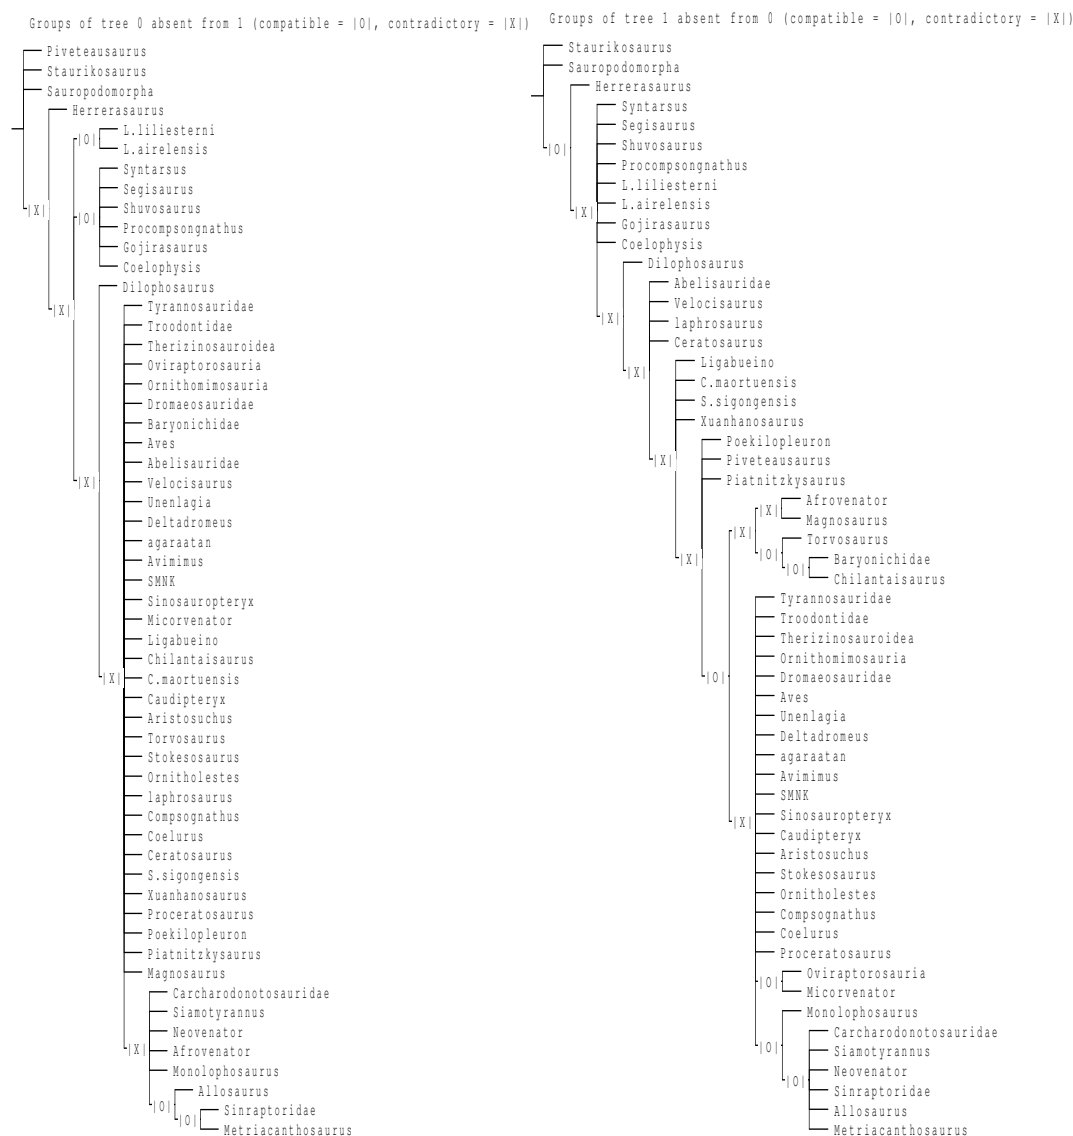 Groups of tree 0 absent from 1 (compatible = |O|, contradictory = |X|)
Piveteausaurus
Staurikosaurus
Sauropodomorpha
Herrerasaurus
L.liliesterni
|O|
L.airelensis
Syntarsus
Segisaurus
Shuvosaurus
|X|
|O|
Procompsongnathus
Gojirasaurus
Coelophysis
Dilophosaurus
|X|
Tyrannosauridae
Troodontidae
Therizinosauroidea
Oviraptorosauria
Ornithomimosauria
Dromaeosauridae
Baryonichidae
Aves
Abelisauridae
|X|
Velocisaurus
Unenlagia
Deltadromeus
agaraatan
Avimimus
SMNK
Sinosauropteryx
Micorvenator
Ligabueino
Chilantaisaurus
|X|
C.maortuensis
Caudipteryx
Aristosuchus
Torvosaurus
Stokesosaurus
Ornitholestes
laphrosaurus
Compsognathus
Coelurus
Ceratosaurus
S.sigongensis
Xuanhanosaurus
Proceratosaurus
Poekilopleuron
Piatnitzkysaurus
Magnosaurus
Carcharodonotosauridae
Siamotyrannus
Neovenator
|X|
Afrovenator
Monolophosaurus
Allosaurus
|O|
Sinraptoridae
|O|
Metriacanthosaurus
Groups of tree 1 absent from 0 (compatible = |O|, contradictory = |X|)
Staurikosaurus
Sauropodomorpha
Herrerasaurus
Syntarsus
Segisaurus
|O|
Shuvosaurus
Procompsongnathus
L.liliesterni
L.airelensis
|X|
Gojirasaurus
Coelophysis
Dilophosaurus
Abelisauridae
Velocisaurus
|X|
laphrosaurus
Ceratosaurus
Ligabueino
|X|
C.maortuensis
S.sigongensis
Xuanhanosaurus
Poekilopleuron
|X|
Piveteausaurus
Piatnitzkysaurus
Afrovenator
|X|
Magnosaurus
|X|
Torvosaurus
|O|
|X|
Baryonichidae
|O|
Chilantaisaurus
Tyrannosauridae
Troodontidae
Therizinosauroidea
Ornithomimosauria
|O|
Dromaeosauridae
Aves
Unenlagia
Deltadromeus
agaraatan
Avimimus
SMNK
Sinosauropteryx
|X|
Caudipteryx
Aristosuchus
Stokesosaurus
Ornitholestes
Compsognathus
Coelurus
Proceratosaurus
Oviraptorosauria
|O|
Micorvenator
Monolophosaurus
Carcharodonotosauridae
|O|
Siamotyrannus
Neovenator
|O|
Sinraptoridae
Allosaurus
Metriacanthosaurus